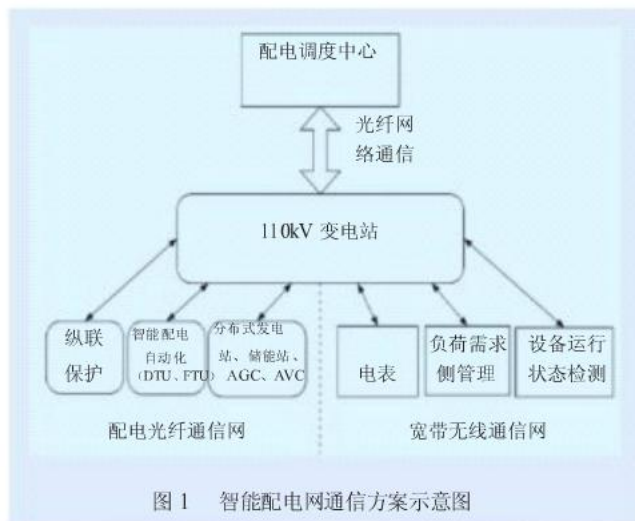 配电调度中心
光纤网
络通信
110kV 变电站
纵联
保护
智能配电
自动化
(DTU、FTU)
分布式发电
站、储能站、
AGC、AVC
电表
负荷需求
侧管理
设备运行
状态检测
配电光纤通信网
宽带无线通信网
图 1 智能配电网通信方案示意图